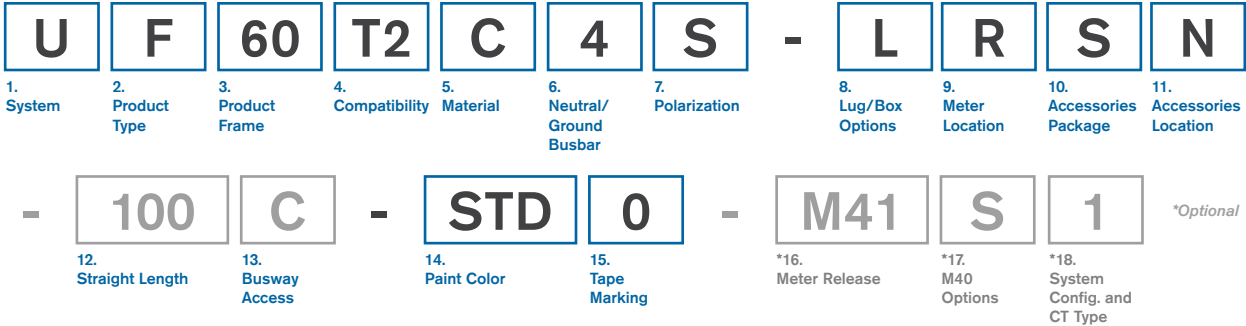 U F 60 T2 C 4 S - L R S N
1. 2. 3. 4. 5. 6. 7. 8. 9. 10. 11.
System Product Product Compatibility Material Neutral/ Polarization Lug/Box Meter Accessories Accessories
Type Frame Ground Options Location Package Location
Busbar
- 100 C - STD 0 - M41 S 1 *Optional
12. 13. 14. 15. *16. *17. *18.
Straight Length Busway Paint Color Tape Meter Release M40 System
Access Marking Options Config. and
CT Type